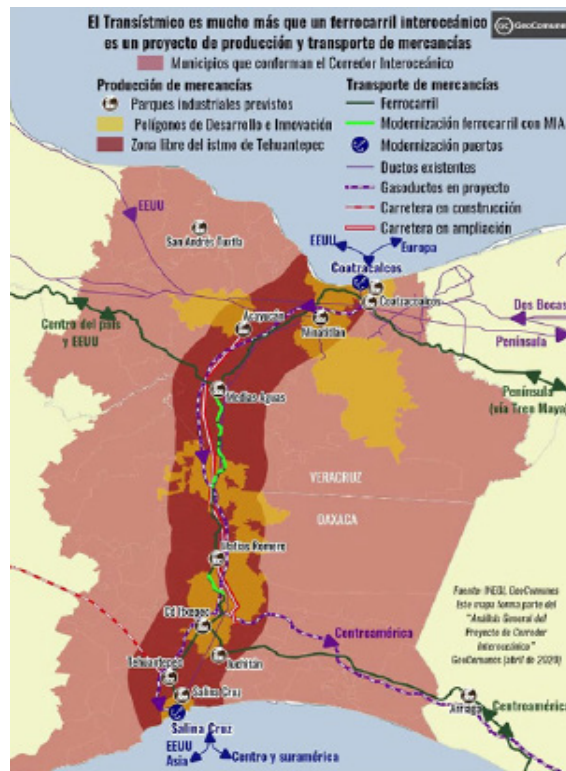 El Transístmico es mucho más que un ferrocarril interoceánico
es un proyecto de producción y transporte de mercancías
GC GeoComunes
Municipios que conforman el Corredor Interoceánico
Producción de mercancías
Parques industriales previstos
Polígonos de Desarrollo e Innovación
Zona libre del istmo de Tehuantepec
Transporte de mercancías
Ferrocarril
Modernización ferrocarril con MIA
Modernización puertos
Ductos existentes
Gasoductos en proyecto
Carretera en construcción
Carretera en ampliación
EEUU
San Andrés Tuxtla
EEUU
Europa
Coatzacoalcos
Coatzacoalcos
Dos Bocas
Acayucan
Minatitlan
Centro del país
y EEUU
Península
Península
(vía Tren Maya)
Medias Aguas
VERACRUZ
OAXACA
Matías Romero
Cd Ixtepec
Centroamérica
Fuente: INEGI, GeoComunes
Este mapa forma parte del
"Análisis General del
Proyecto de Corredor
Interoceánico"
GeoComunes (abril de 2020)
Tehuantepec
Juchitán
Salina Cruz
Salina Cruz
Arriaga
Centroamérica
EEUU
Asia
Centro y suramérica